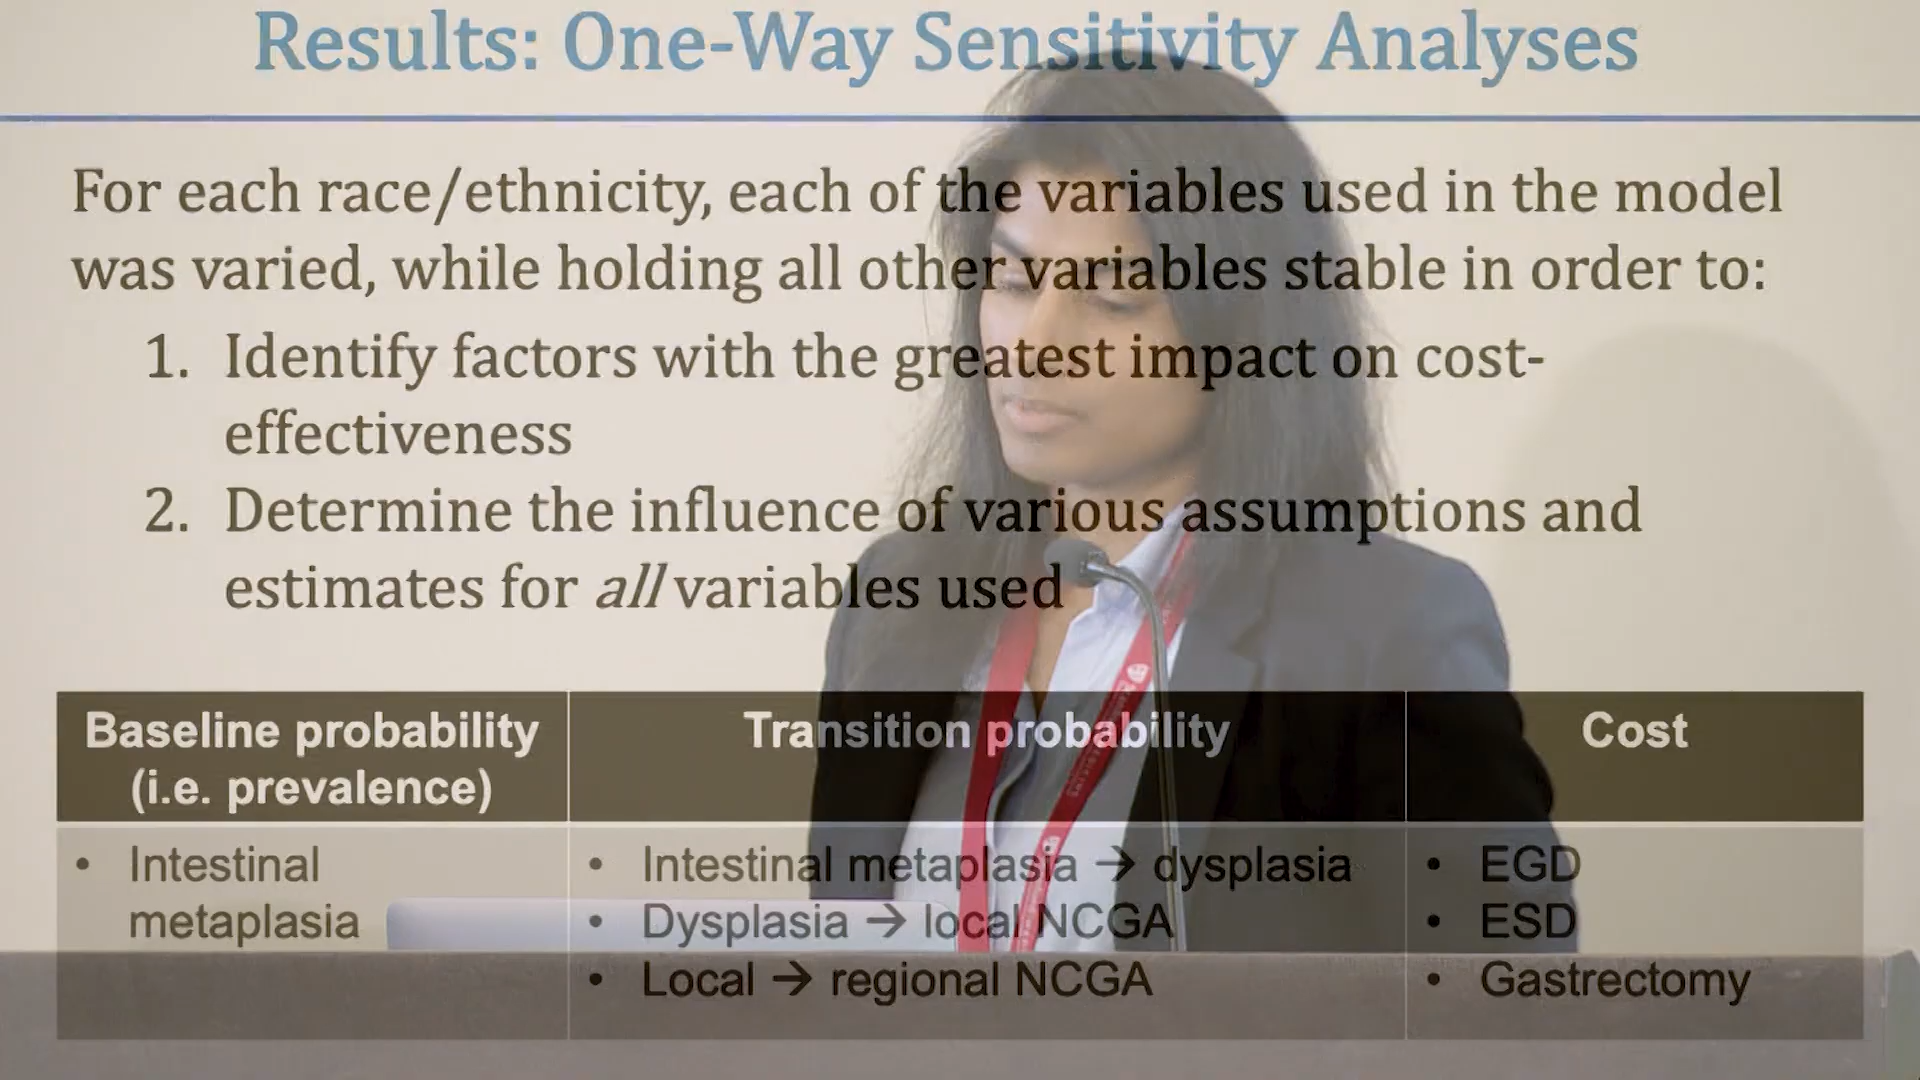 Results: One-Way Sensitivity Analyses
For each race/ethnicity, each of the variables used in the model
was varied, while holding all other variables stable in order to:
1. Identify factors with the greatest impact on cost-
effectiveness
2. Determine the influence of various assumptions and
estimates for all variables used
Baseline probability
(i.e. prevalence)
Transition probability
Cost
• Intestinal
metaplasia
• Intestinal metaplasia → dysplasia
• Dysplasia → local NCGA
• Local → regional NCGA
• EGD
• ESD
• Gastrectomy